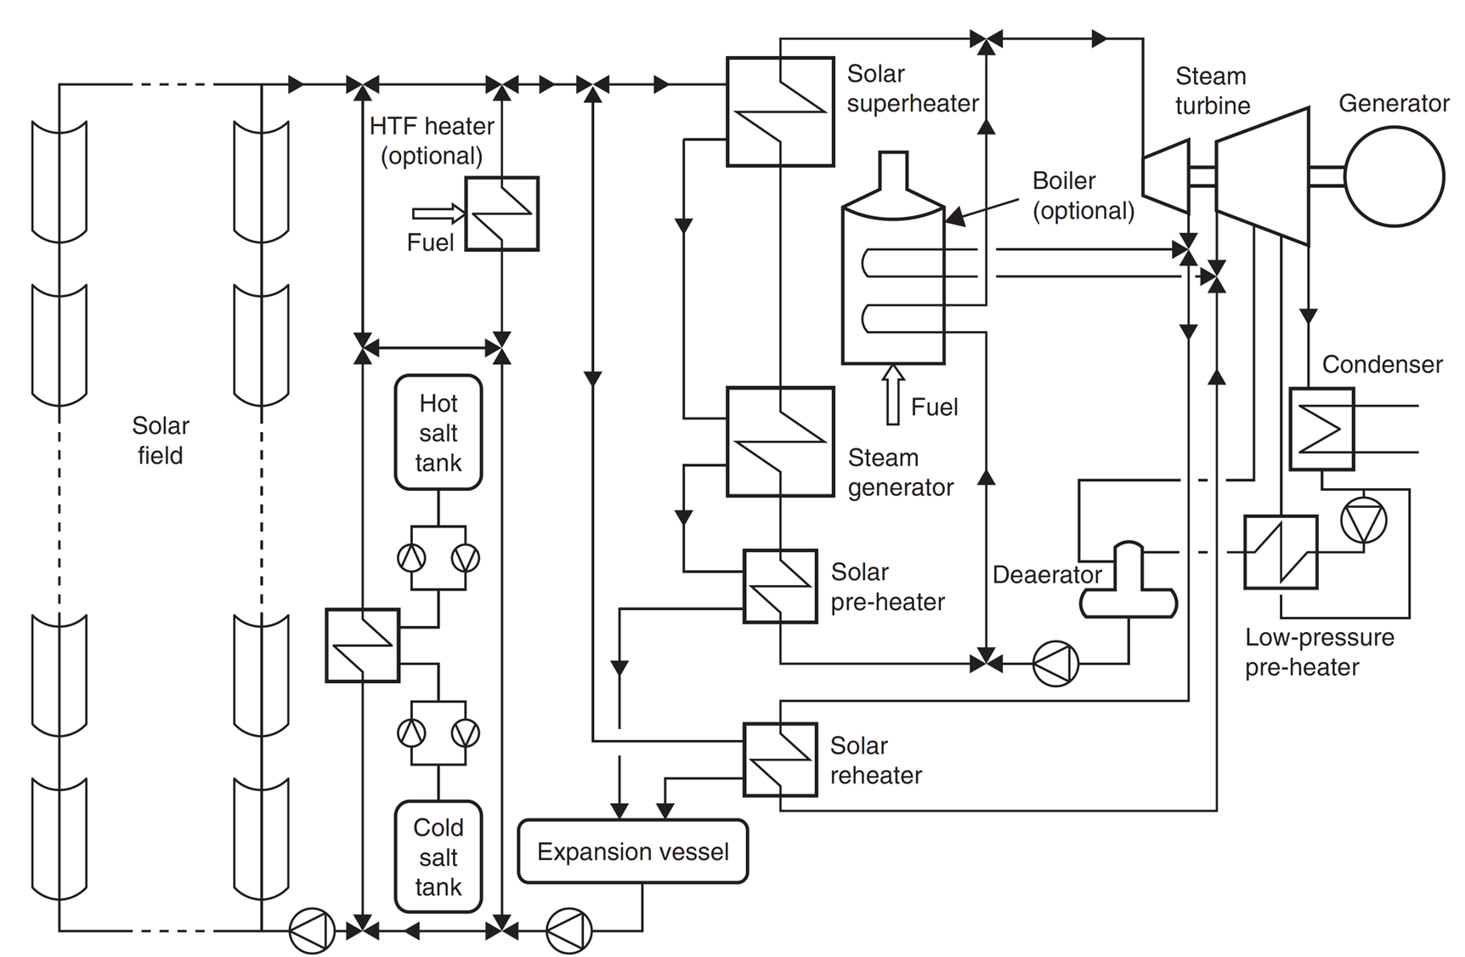 Solar
superheater
Steam
turbine
Generator
HTF heater
(optional)
Fuel
Boiler
(optional)
Fuel
Condenser
Hot
salt
tank
Solar
field
Steam
generator
Solar
pre-heater
Deaerator
Low-pressure
pre-heater
Solar
reheater
Cold
salt
tank
Expansion vessel